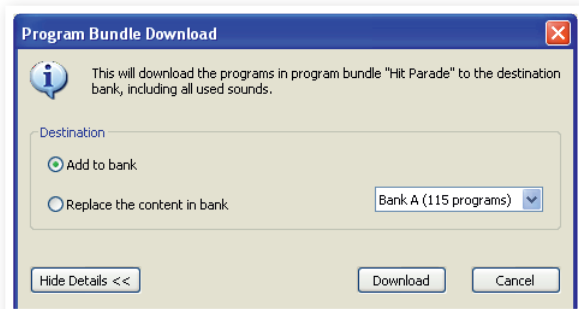 Program Bundle Download
This will download the programs in program bundle "Hit Parade" to the destination
bank, including all used sounds.
Destination
Add to bank
Replace the content in bank
Bank A (115 programs)
Hide Details <<
Download
Cancel